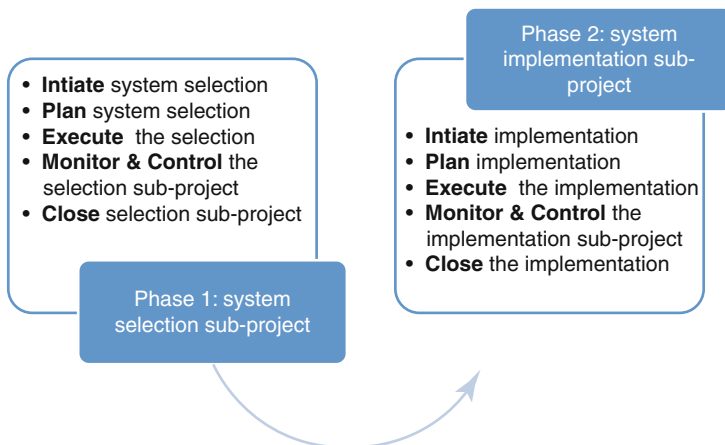 • Intiate system selection
• Plan system selection
• Execute the selection
• Monitor & Control the
selection sub-project
• Close selection sub-project
Phase 1: system
selection sub-project
Phase 2: system
implementation sub-
project
• Intiate implementation
• Plan implementation
• Execute the implementation
• Monitor & Control the
implementation sub-project
• Close the implementation